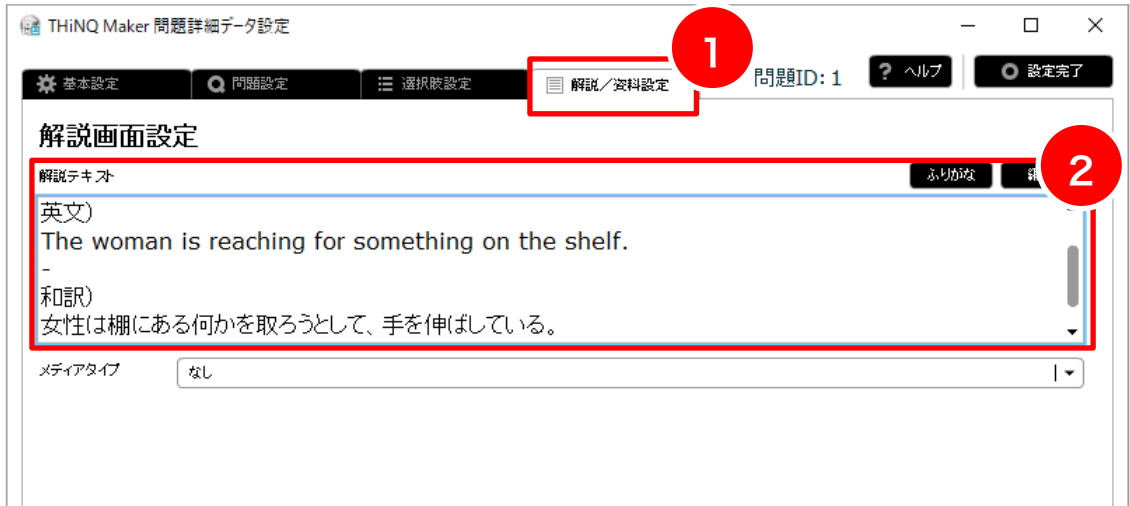 THiNQ Maker 問題詳細データ設定
1
基本設定
問題設定
選択肢設定
解説／資料設定
問題ID: 1
? ヘルプ
設定完了
解説画面設定
解説テキスト
ふりがな
2
英文)
The woman is reaching for something on the shelf.
-
和訳)
女性は棚にある何かを取ろうとして、手を伸ばしている。
メディアタイプ
なし